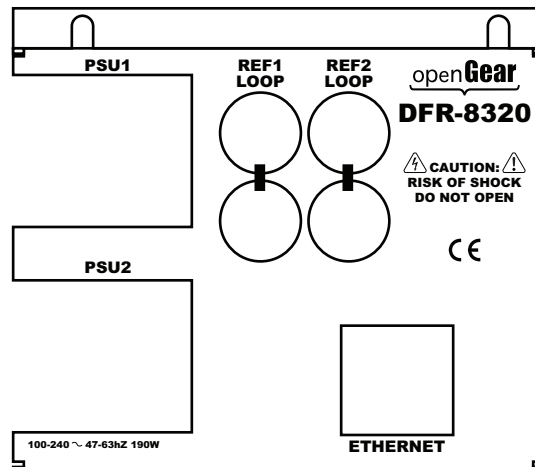 PSU1
REF1 LOOP
REF2 LOOP
openGear
DFR-8320
CAUTION:
RISK OF SHOCK
DO NOT OPEN
CE
PSU2
100-240 ~ 47-63hZ 190W
ETHERNET